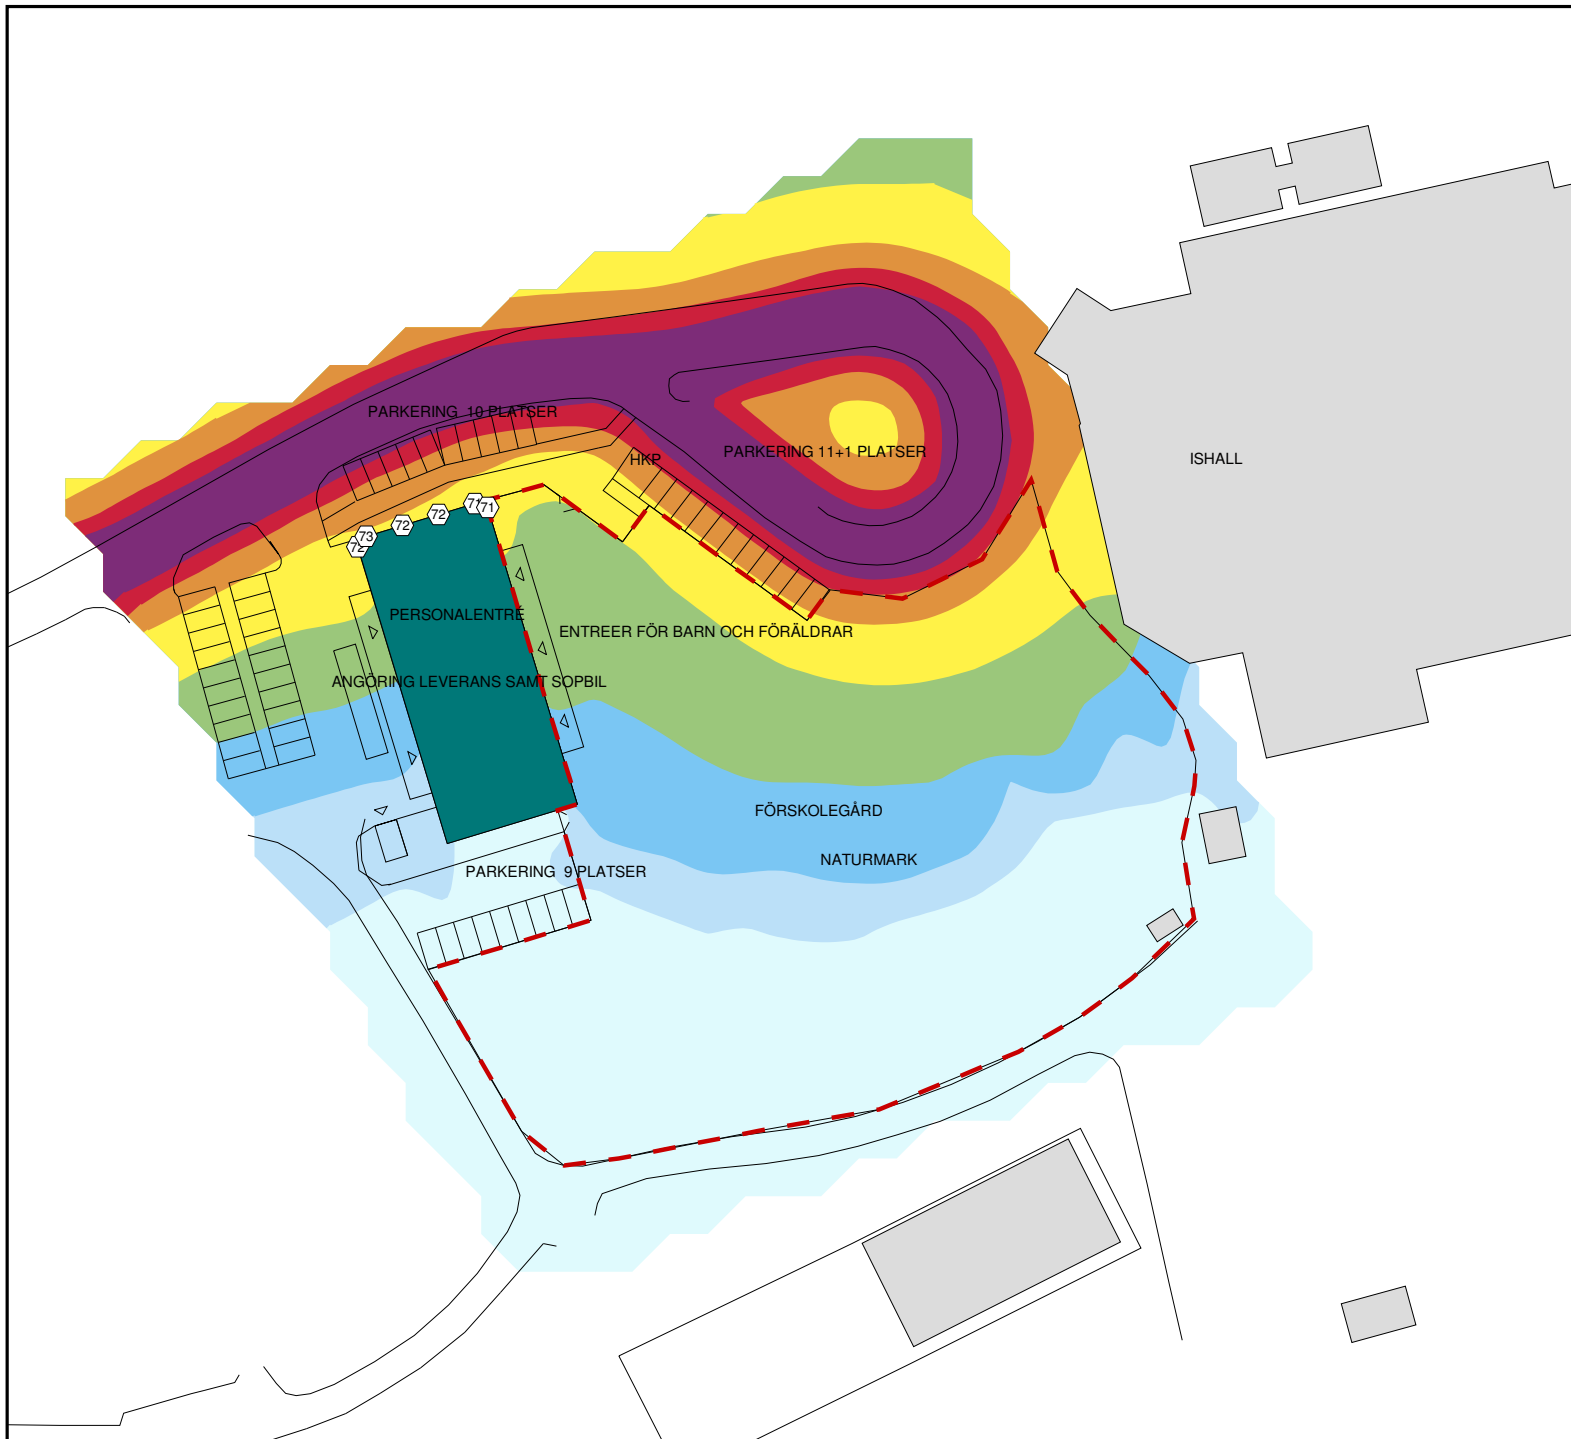 PARKERING 10 PLATSER
PARKERING 11+1 PLATSER
HKP
ISHALL
71
71
72
72
73
72
PERSONALENTRÉ
ENTREER FÖR BARN OCH FÖRÄLDRAR
ANGÖRING LEVERANS SAMT SOPBIL
FÖRSKOLEGÅRD
NATURMARK
PARKERING 9 PLATSER